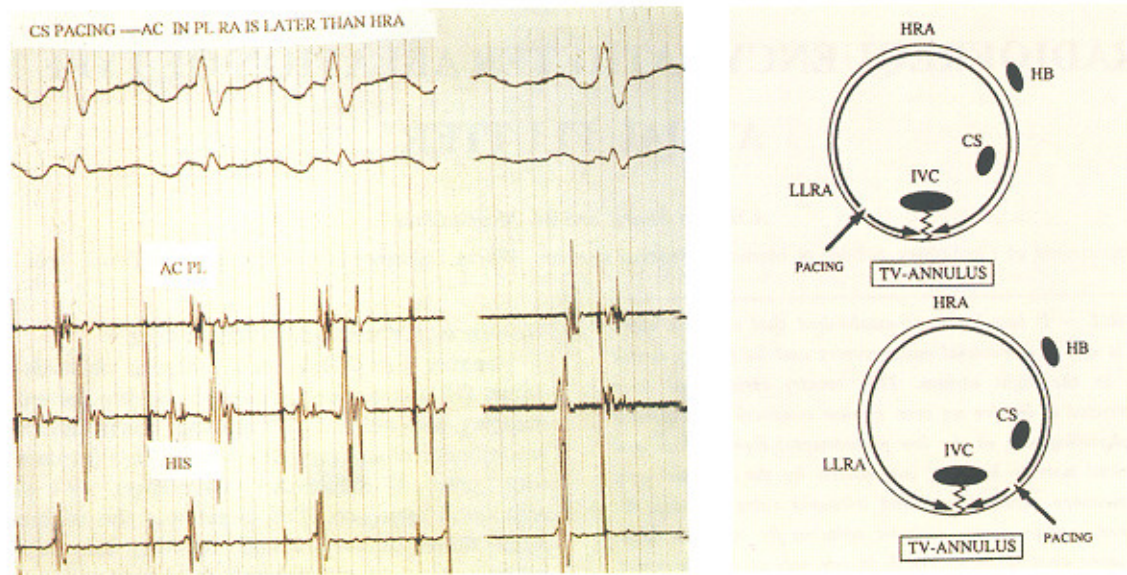 CS PACING —AC IN PL RA IS LATER THAN HRA
AC PL
HIS
HRA
HB
CS
IVC
LLRA
PACING
TV-ANNULUS
HRA
HB
CS
IVC
LLRA
PACING
TV-ANNULUS